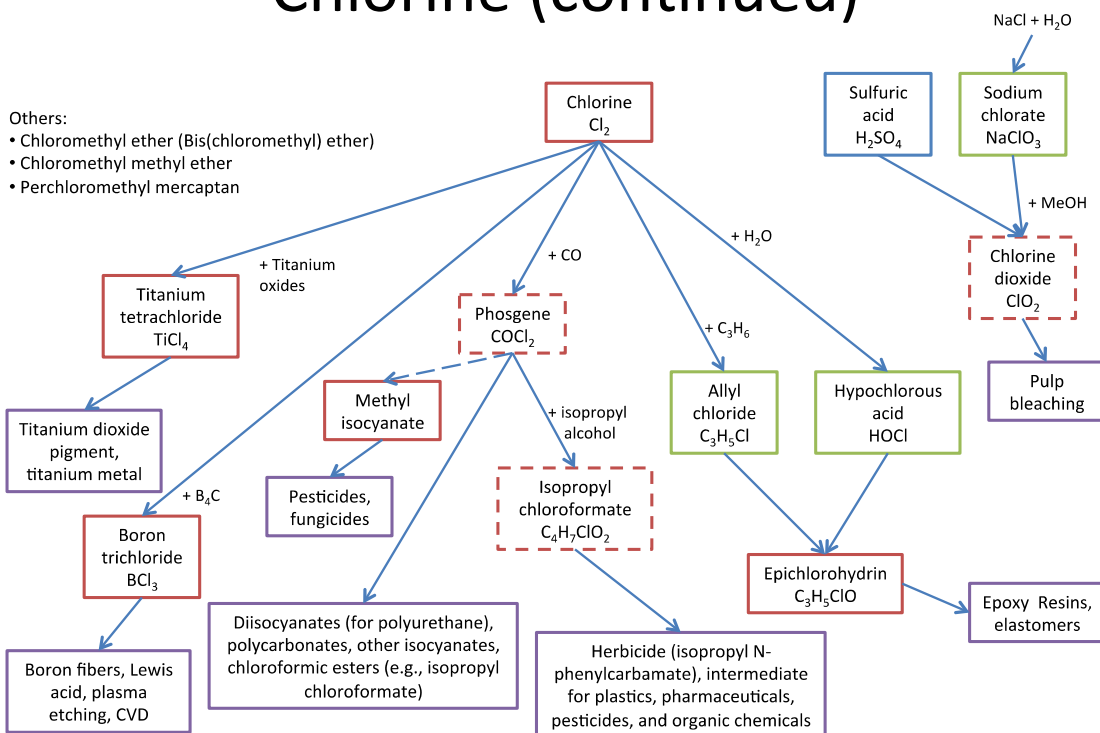 Chlorine (continued)
NaCl + H₂O
Others:
• Chloromethyl ether (Bis(chloromethyl) ether)
• Chloromethyl methyl ether
• Perchloromethyl mercaptan
Chlorine
Cl₂
Sulfuric
acid
H₂SO₄
Sodium
chlorate
NaClO₃
+ MeOH
+ H₂O
+ CO
+ Titanium
oxides
Chlorine
dioxide
ClO₂
Titanium
tetrachloride
TiCl₄
Phosgene
COCl₂
+ C₃H₆
Pulp
bleaching
Methyl
isocyanate
Allyl
chloride
C₃H₅Cl
Hypochlorous
acid
HOCl
+ isopropyl
alcohol
Titanium dioxide
pigment,
titanium metal
+ B₄C
Pesticides,
fungicides
Isopropyl
chloroformate
C₄H₇ClO₂
Boron
trichloride
BCl₃
Epichlorohydrin
C₃H₅ClO
Epoxy Resins,
elastomers
Diisocyanates (for polyurethane),
polycarbonates, other isocyanates,
chloroformic esters (e.g., isopropyl
chloroformate)
Boron fibers, Lewis
acid, plasma
etching, CVD
Herbicide (isopropyl N-
phenylcarbamate), intermediate
for plastics, pharmaceuticals,
pesticides, and organic chemicals